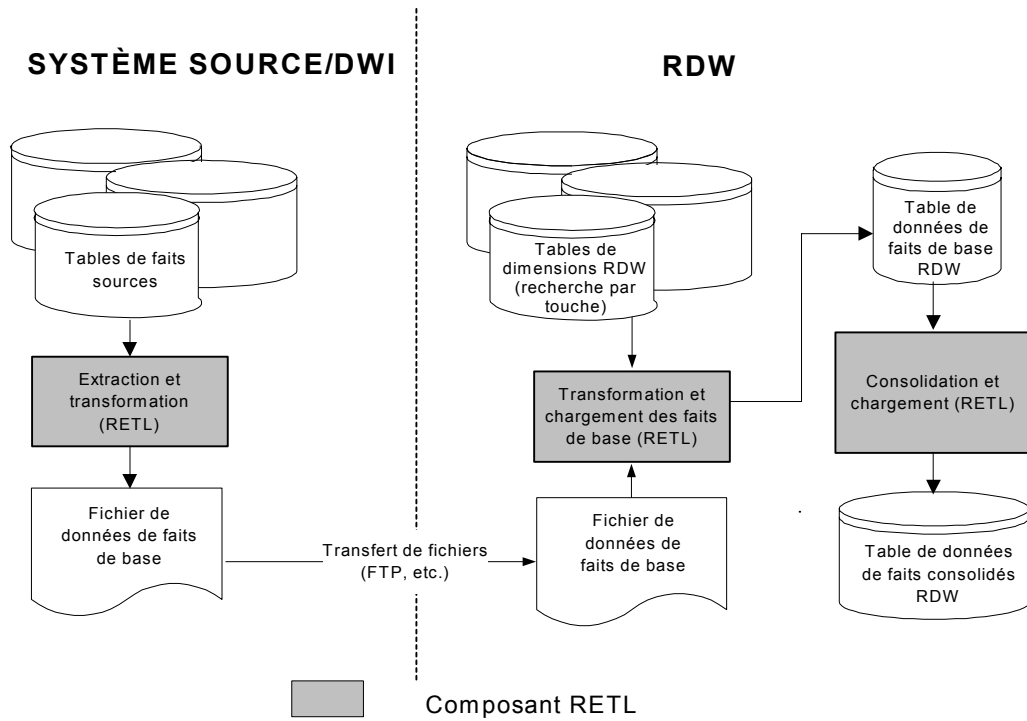 SYSTÈME SOURCE/DWI
RDW
Tables de faits
sources
Extraction et
transformation
(RETL)
Fichier de
données de faits
de base
Transfert de fichiers
(FTP, etc.)
Tables de
dimensions RDW
(recherche par
touche)
Transformation et
chargement des faits
de base (RETL)
Fichier de
données de
faits de base
Table de
données de
faits de base
RDW
Consolidation et
chargement (RETL)
Table de données
de faits consolidés
RDW
Composant RETL